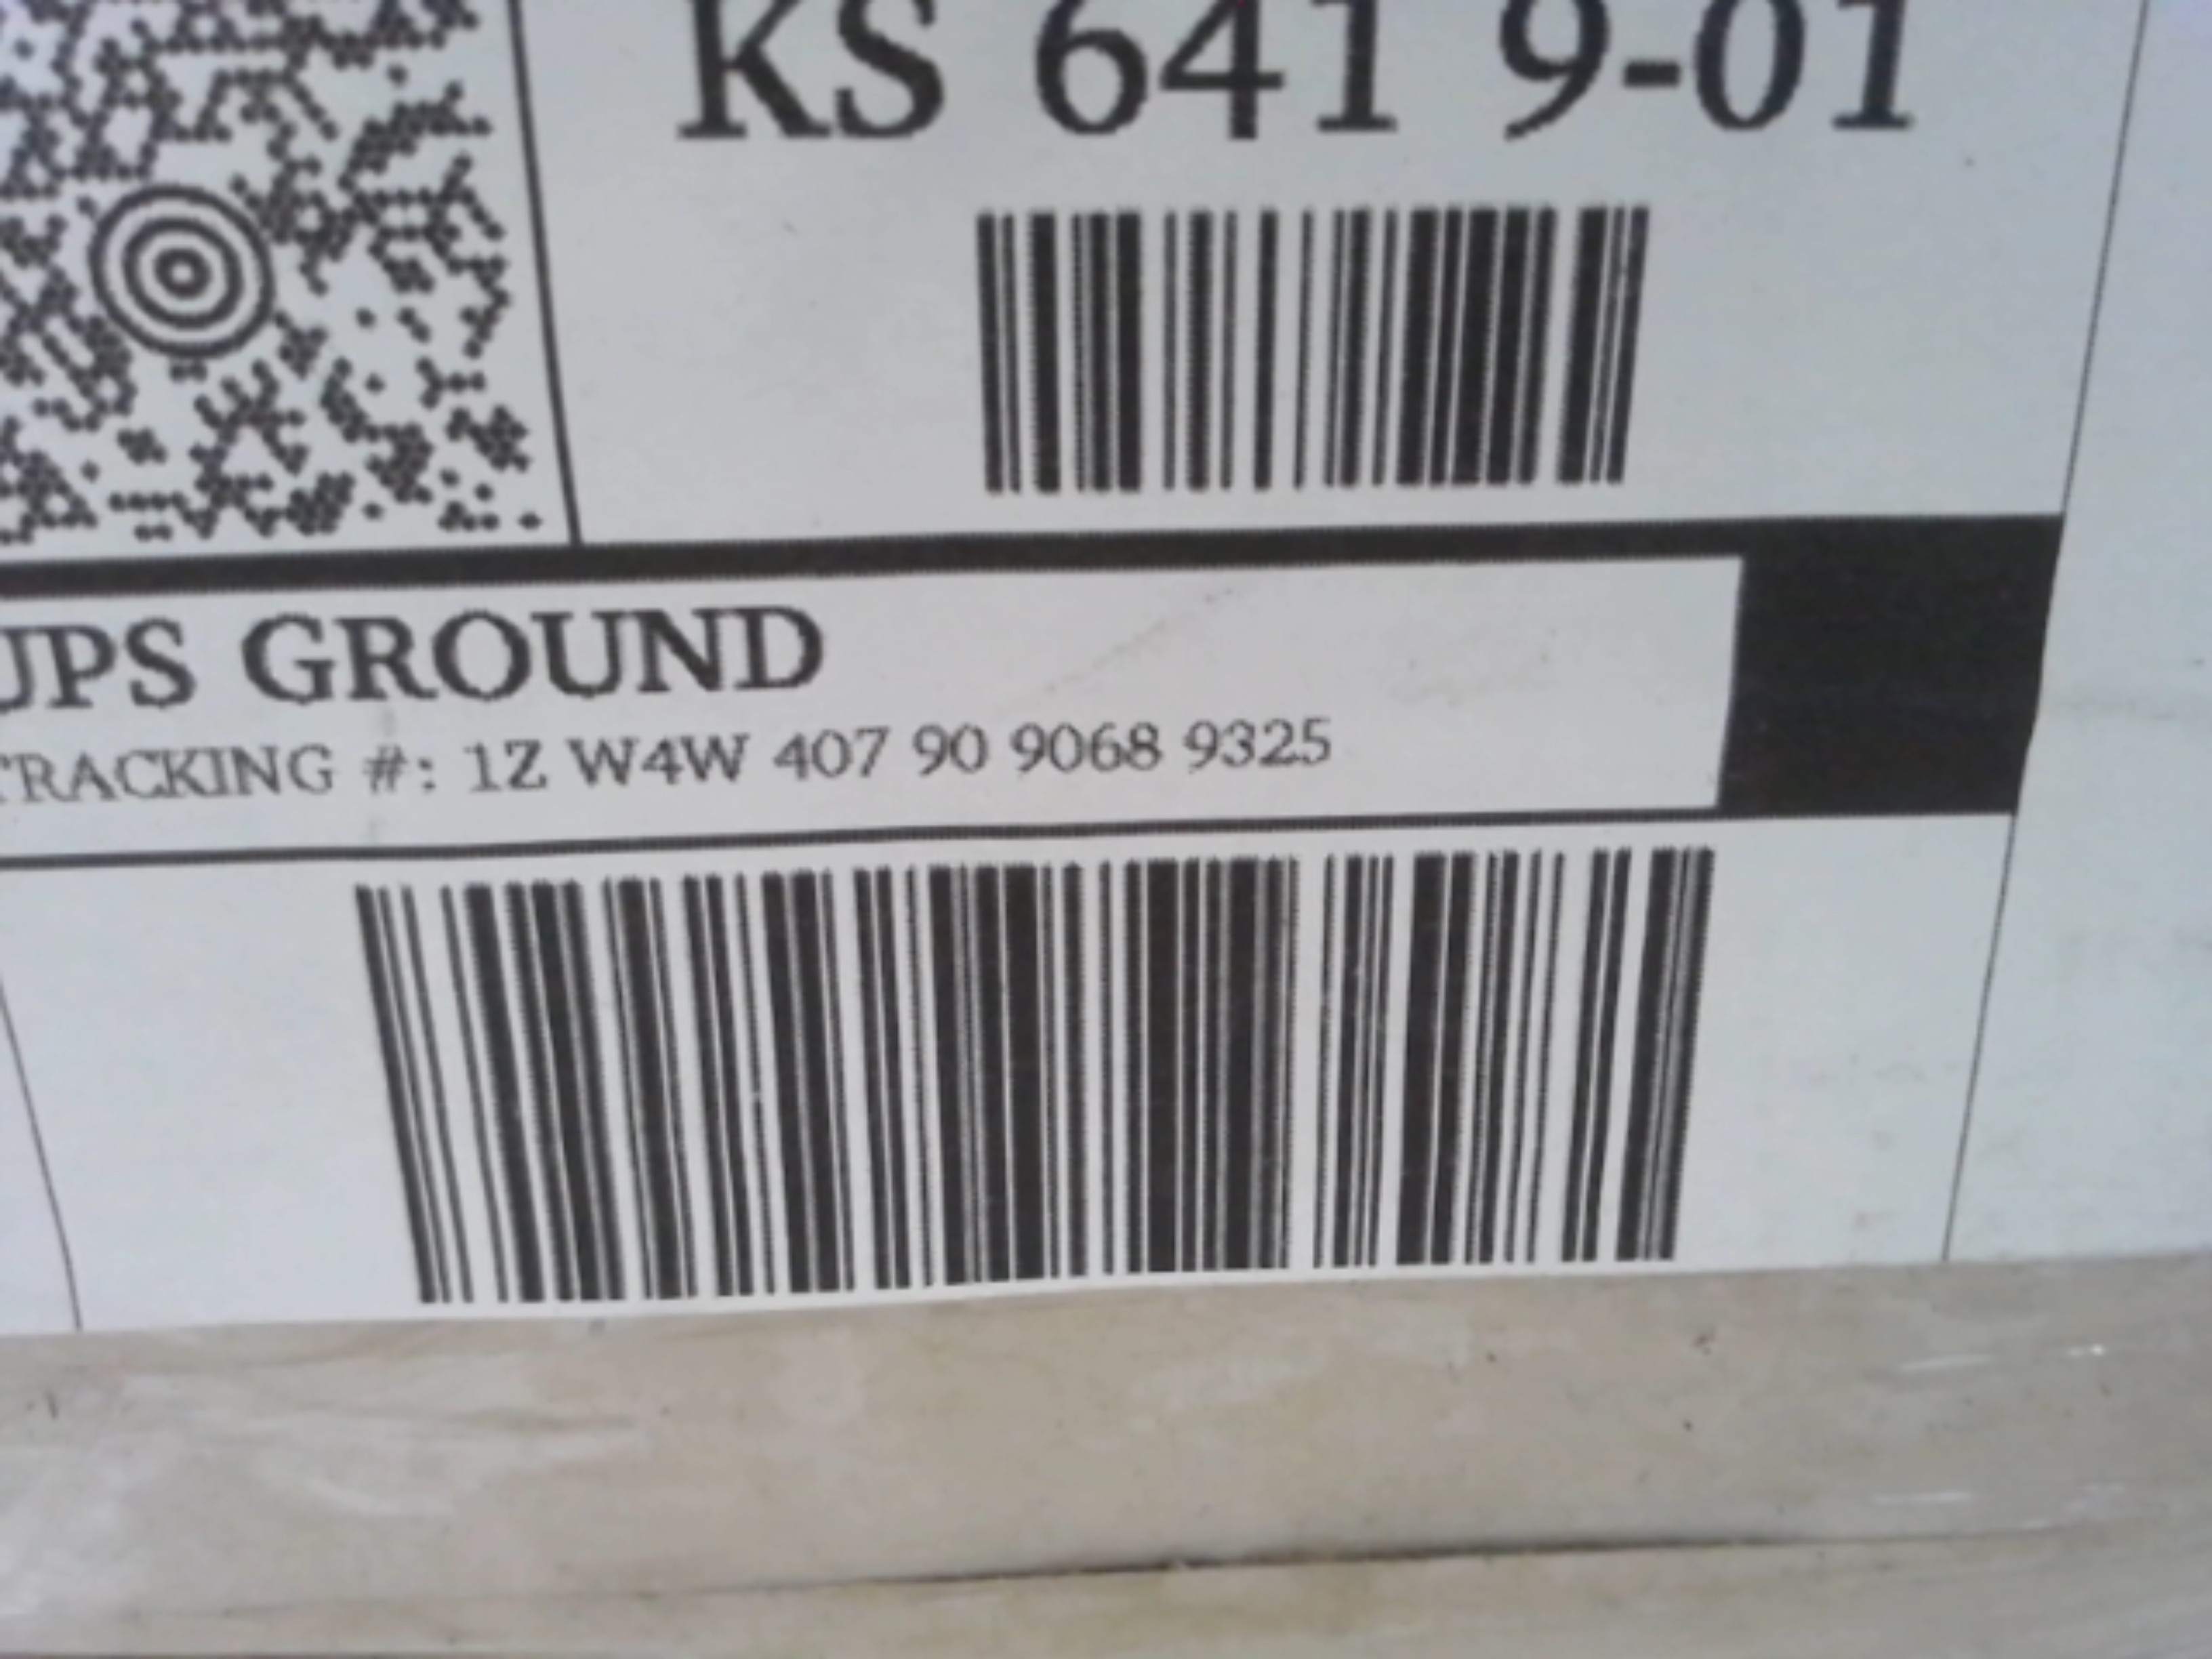 KS 641 9-01
UPS GROUND
TRACKING #: 1Z W4W 407 90 9068 9325